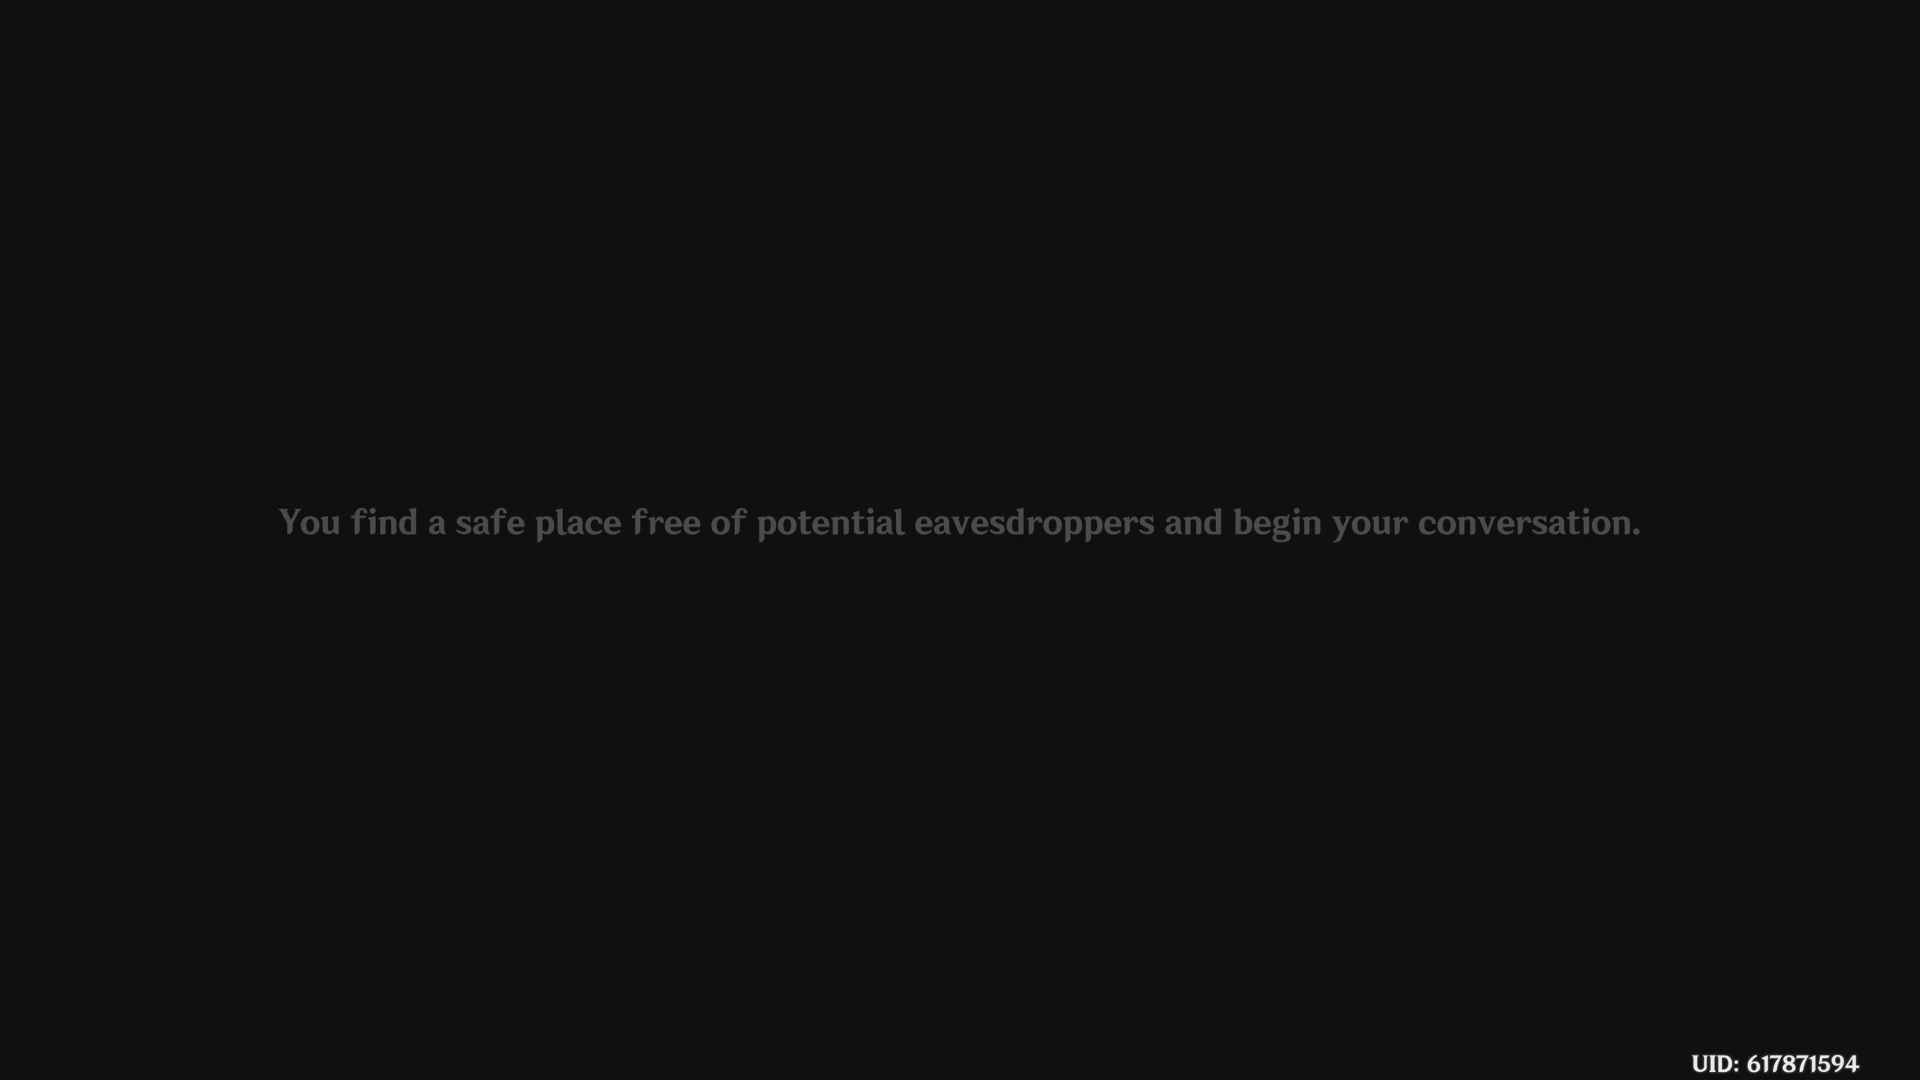 You find a safe place free of potential eavesdroppers and begin your conversation.
UID: 617871594